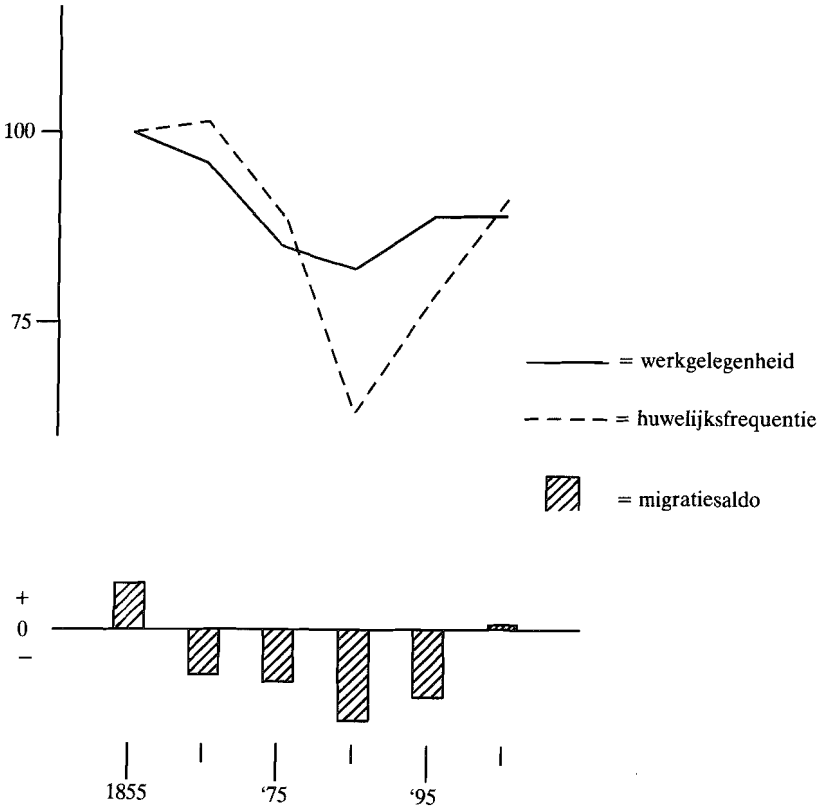 100
75
= werkgelegenheid
= huwelijksfrequentie
= migratiesaldo
+
0
−
1855 '75 '95